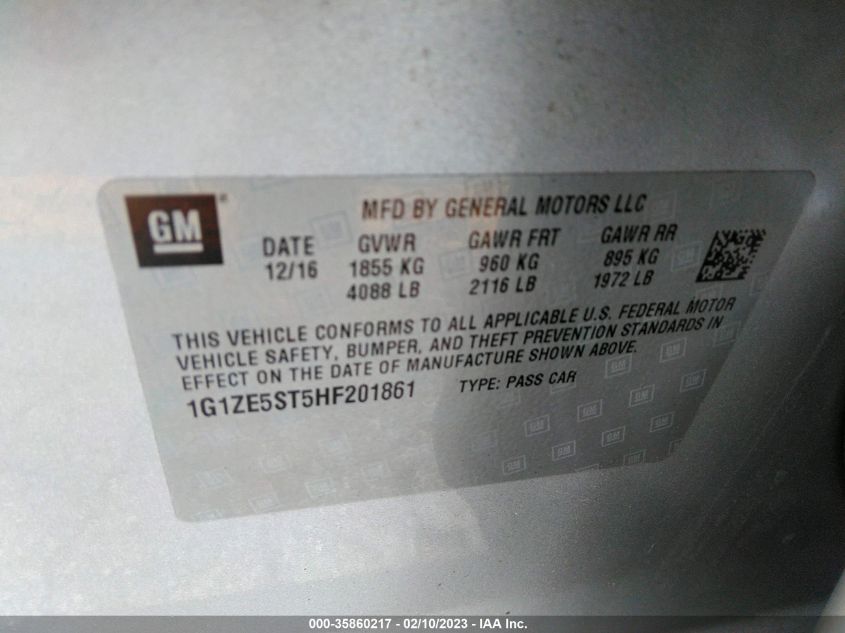 GM®
MFD BY GENERAL MOTORS LLC
DATE GVWR GAWR FRT GAWR RR
12/16 1855 KG 960 KG 895 KG
4088 LB 2116 LB 1972 LB
THIS VEHICLE CONFORMS TO ALL APPLICABLE U.S. FEDERAL MOTOR
VEHICLE SAFETY, BUMPER, AND THEFT PREVENTION STANDARDS IN
EFFECT ON THE DATE OF MANUFACTURE SHOWN ABOVE.
1G1ZE5ST5HF201861 TYPE: PASS CAR
000-35860217 - 02/10/2023 - IAA Inc.